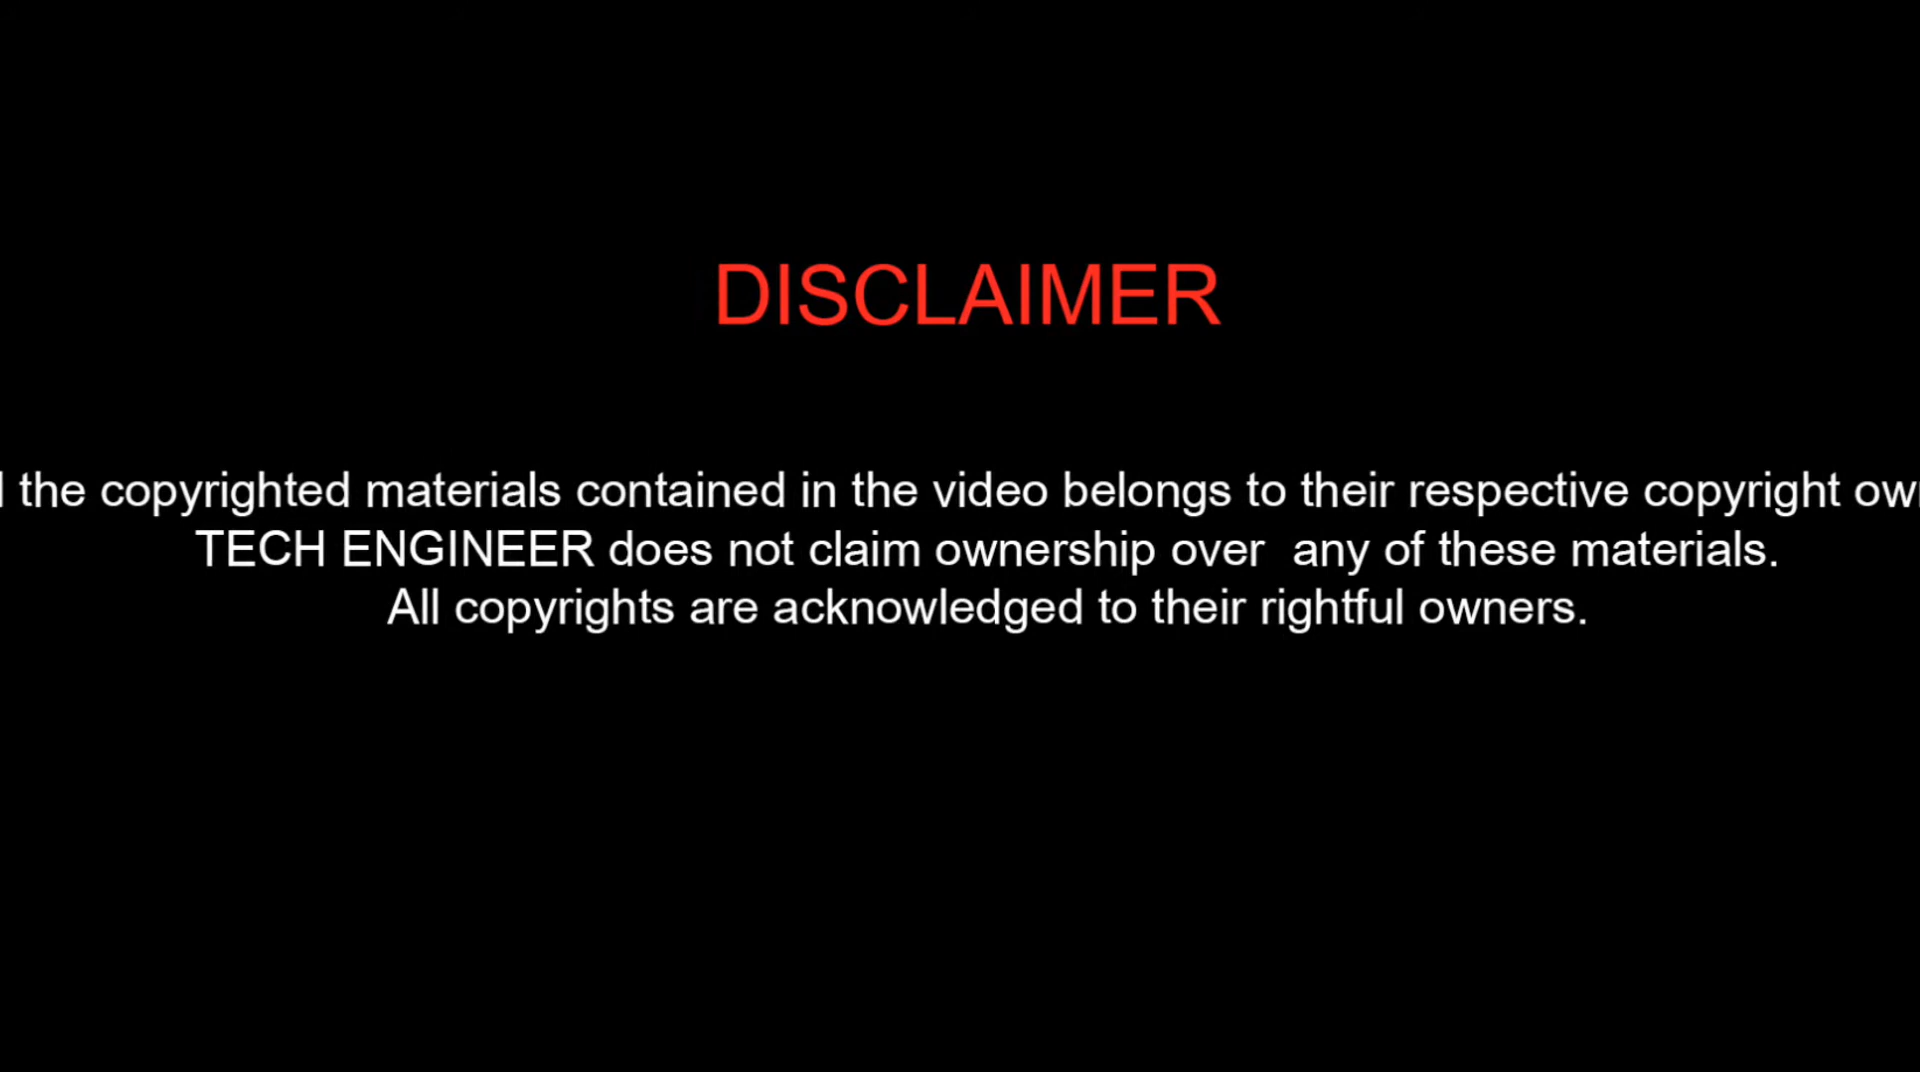 DISCLAIMER
the copyrighted materials contained in the video belongs to their respective copyright
TECH ENGINEER does not claim ownership over  any of these materials.
All copyrights are acknowledged to their rightful owners.